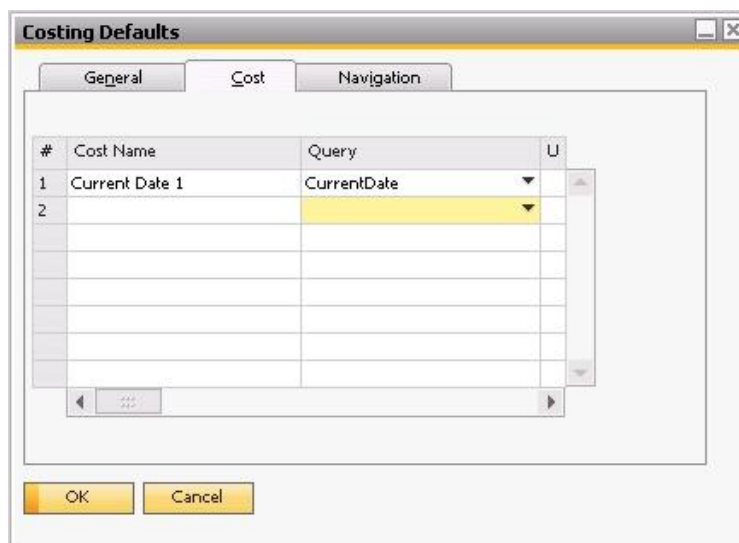 Costing Defaults
General Cost Navigation
# Cost Name Query U
1 Current Date 1 CurrentDate
2
OK Cancel